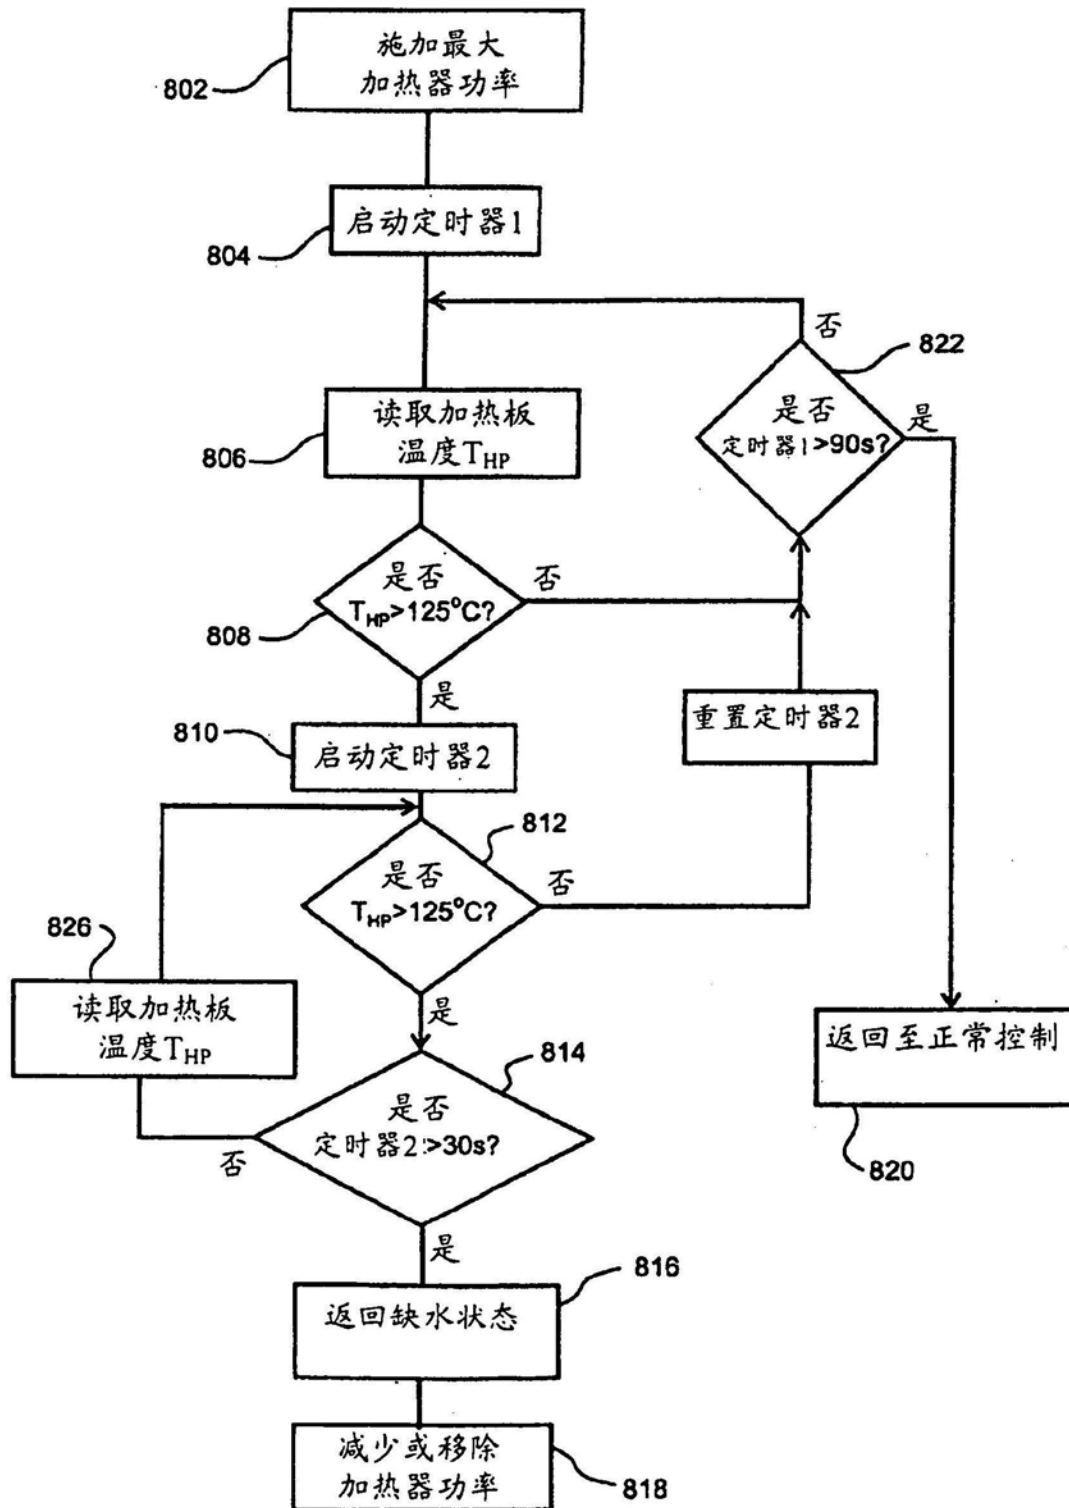 施加最大
加热器功率
802
启动定时器1
804
否
822
是否
定时器1>90s?
是
读取加热板
温度THP
806
是否
THP>125°C?
否
808
是
810
启动定时器2
重置定时器2
812
是否
THP>125°C?
否
826
读取加热板
温度THP
是
返回至正常控制
814
是否
定时器2:>30s?
否
820
是
816
返回缺水状态
减少或移除
加热器功率
818